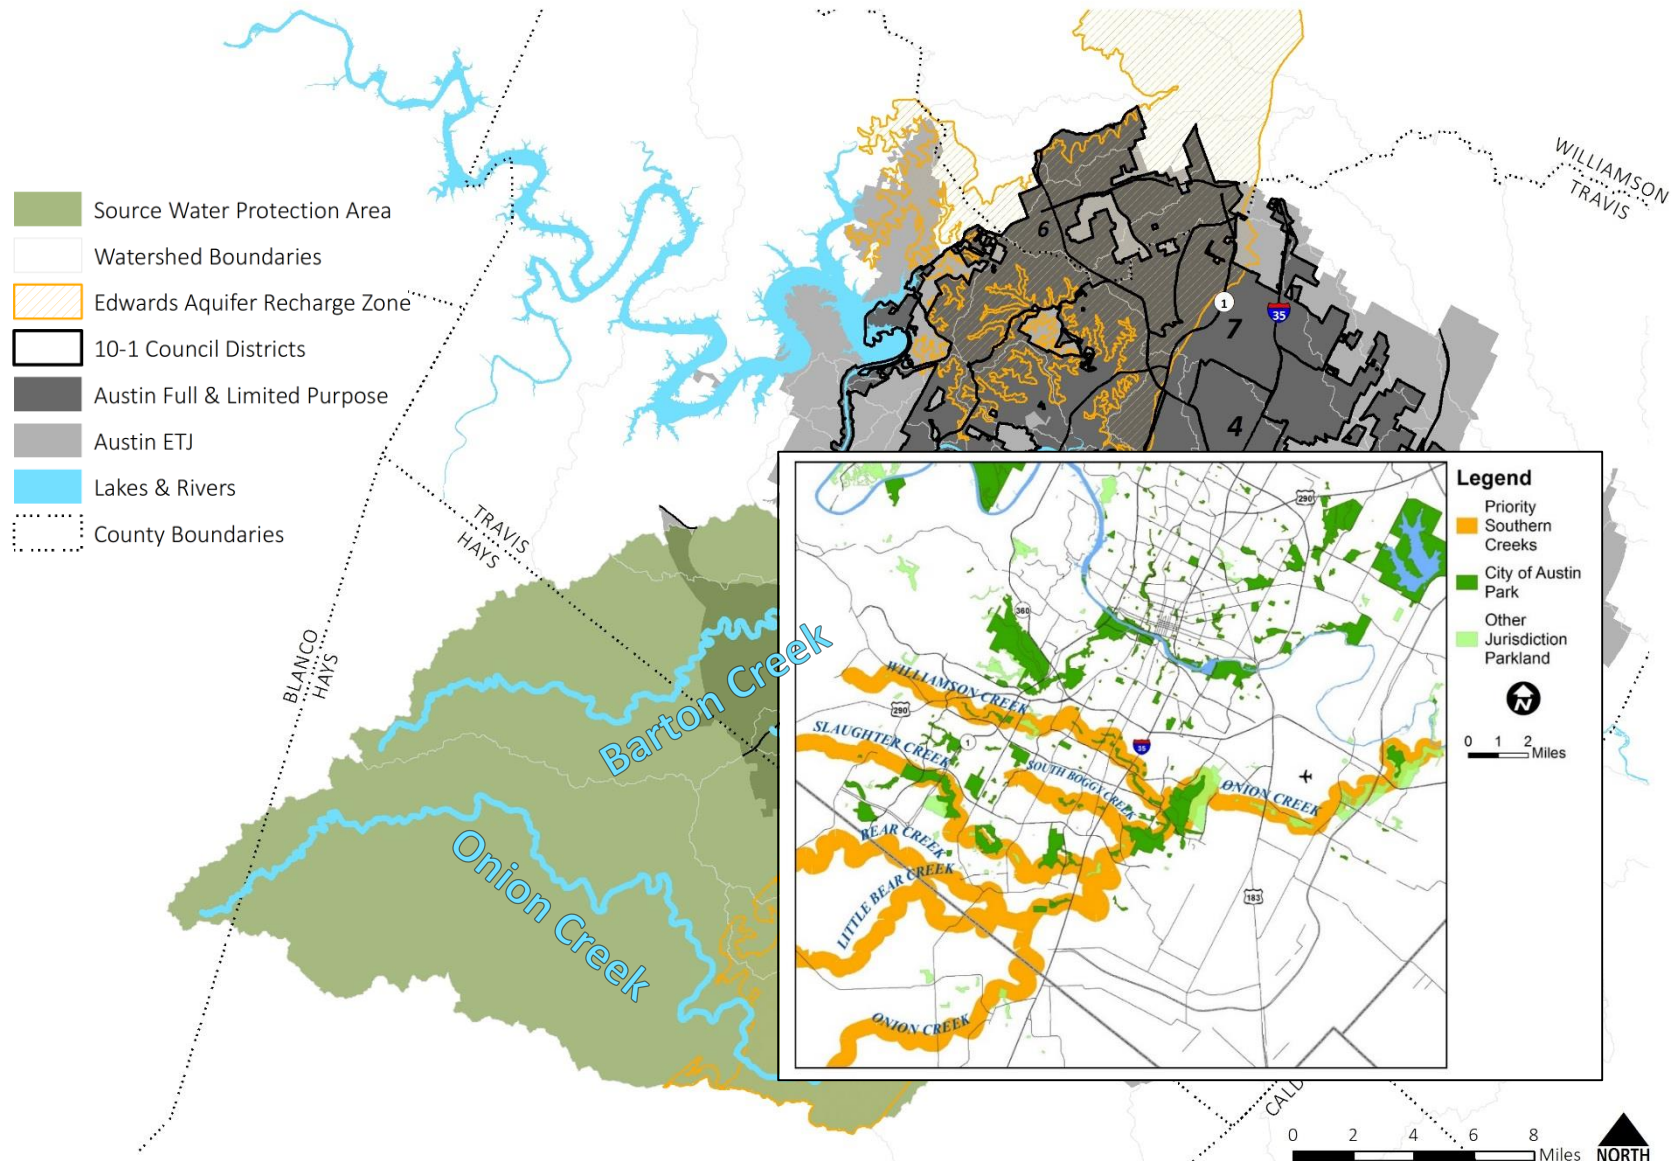 Source Water Protection Area
Watershed Boundaries
Edwards Aquifer Recharge Zone
10-1 Council Districts
Austin Full & Limited Purpose
Austin ETJ
Lakes & Rivers
County Boundaries
WILLIAMSON
TRAVIS
6
1
35
7
4
TRAVIS
HAYS
BLANCO
HAYS
Barton Creek
Onion Creek
290
360
WILLIAMSON CREEK
290
SLAUGHTER CREEK
1
35
SOUTH BOGGY CREEK
ONION CREEK
BEAR CREEK
LITTLE BEAR CREEK
183
ONION CREEK
Legend
Priority
Southern
Creeks
City of Austin
Park
Other
Jurisdiction
Parkland
N
0 1 2
Miles
CALD
0 2 4 6 8
Miles
NORTH